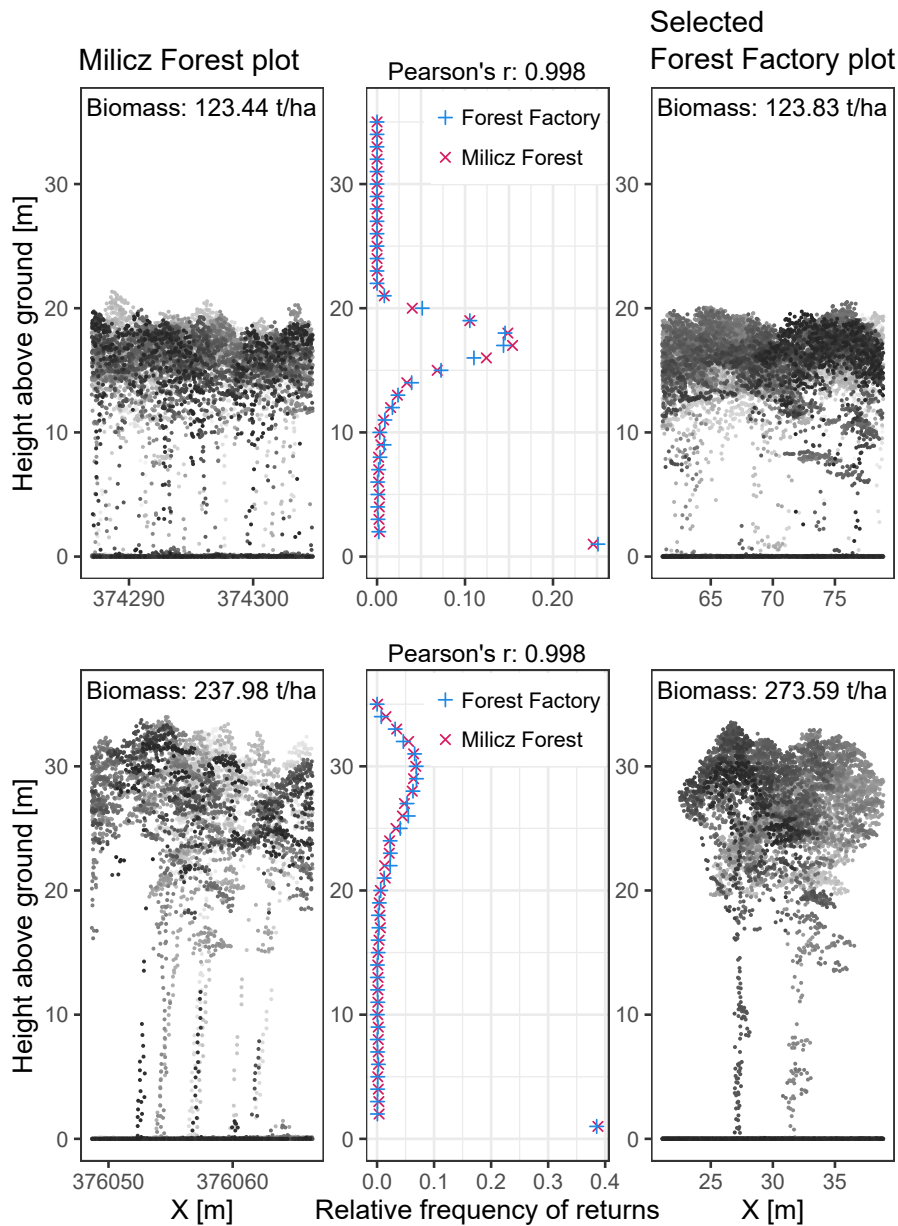 Milicz Forest plot
Pearson's r: 0.998
Selected
Forest Factory plot
Biomass: 123.44 t/ha
Forest Factory
Milicz Forest
Biomass: 123.83 t/ha
Height above ground [m]
30
20
10
0
374290
374300
30
20
10
0
0.00
0.10
0.20
30
20
10
0
65
70
75
Pearson's r: 0.998
Biomass: 237.98 t/ha
Forest Factory
Milicz Forest
Biomass: 273.59 t/ha
Height above ground [m]
30
20
10
0
376050
376060
X [m]
30
20
10
0
0.0
0.1
0.2
0.3
0.4
Relative frequency of returns
30
20
10
0
25
30
35
X [m]